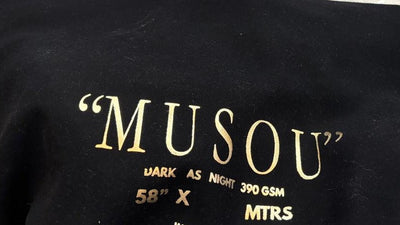 “MUSOU”
DARK AS NIGHT 390 GSM
58” X MTRS